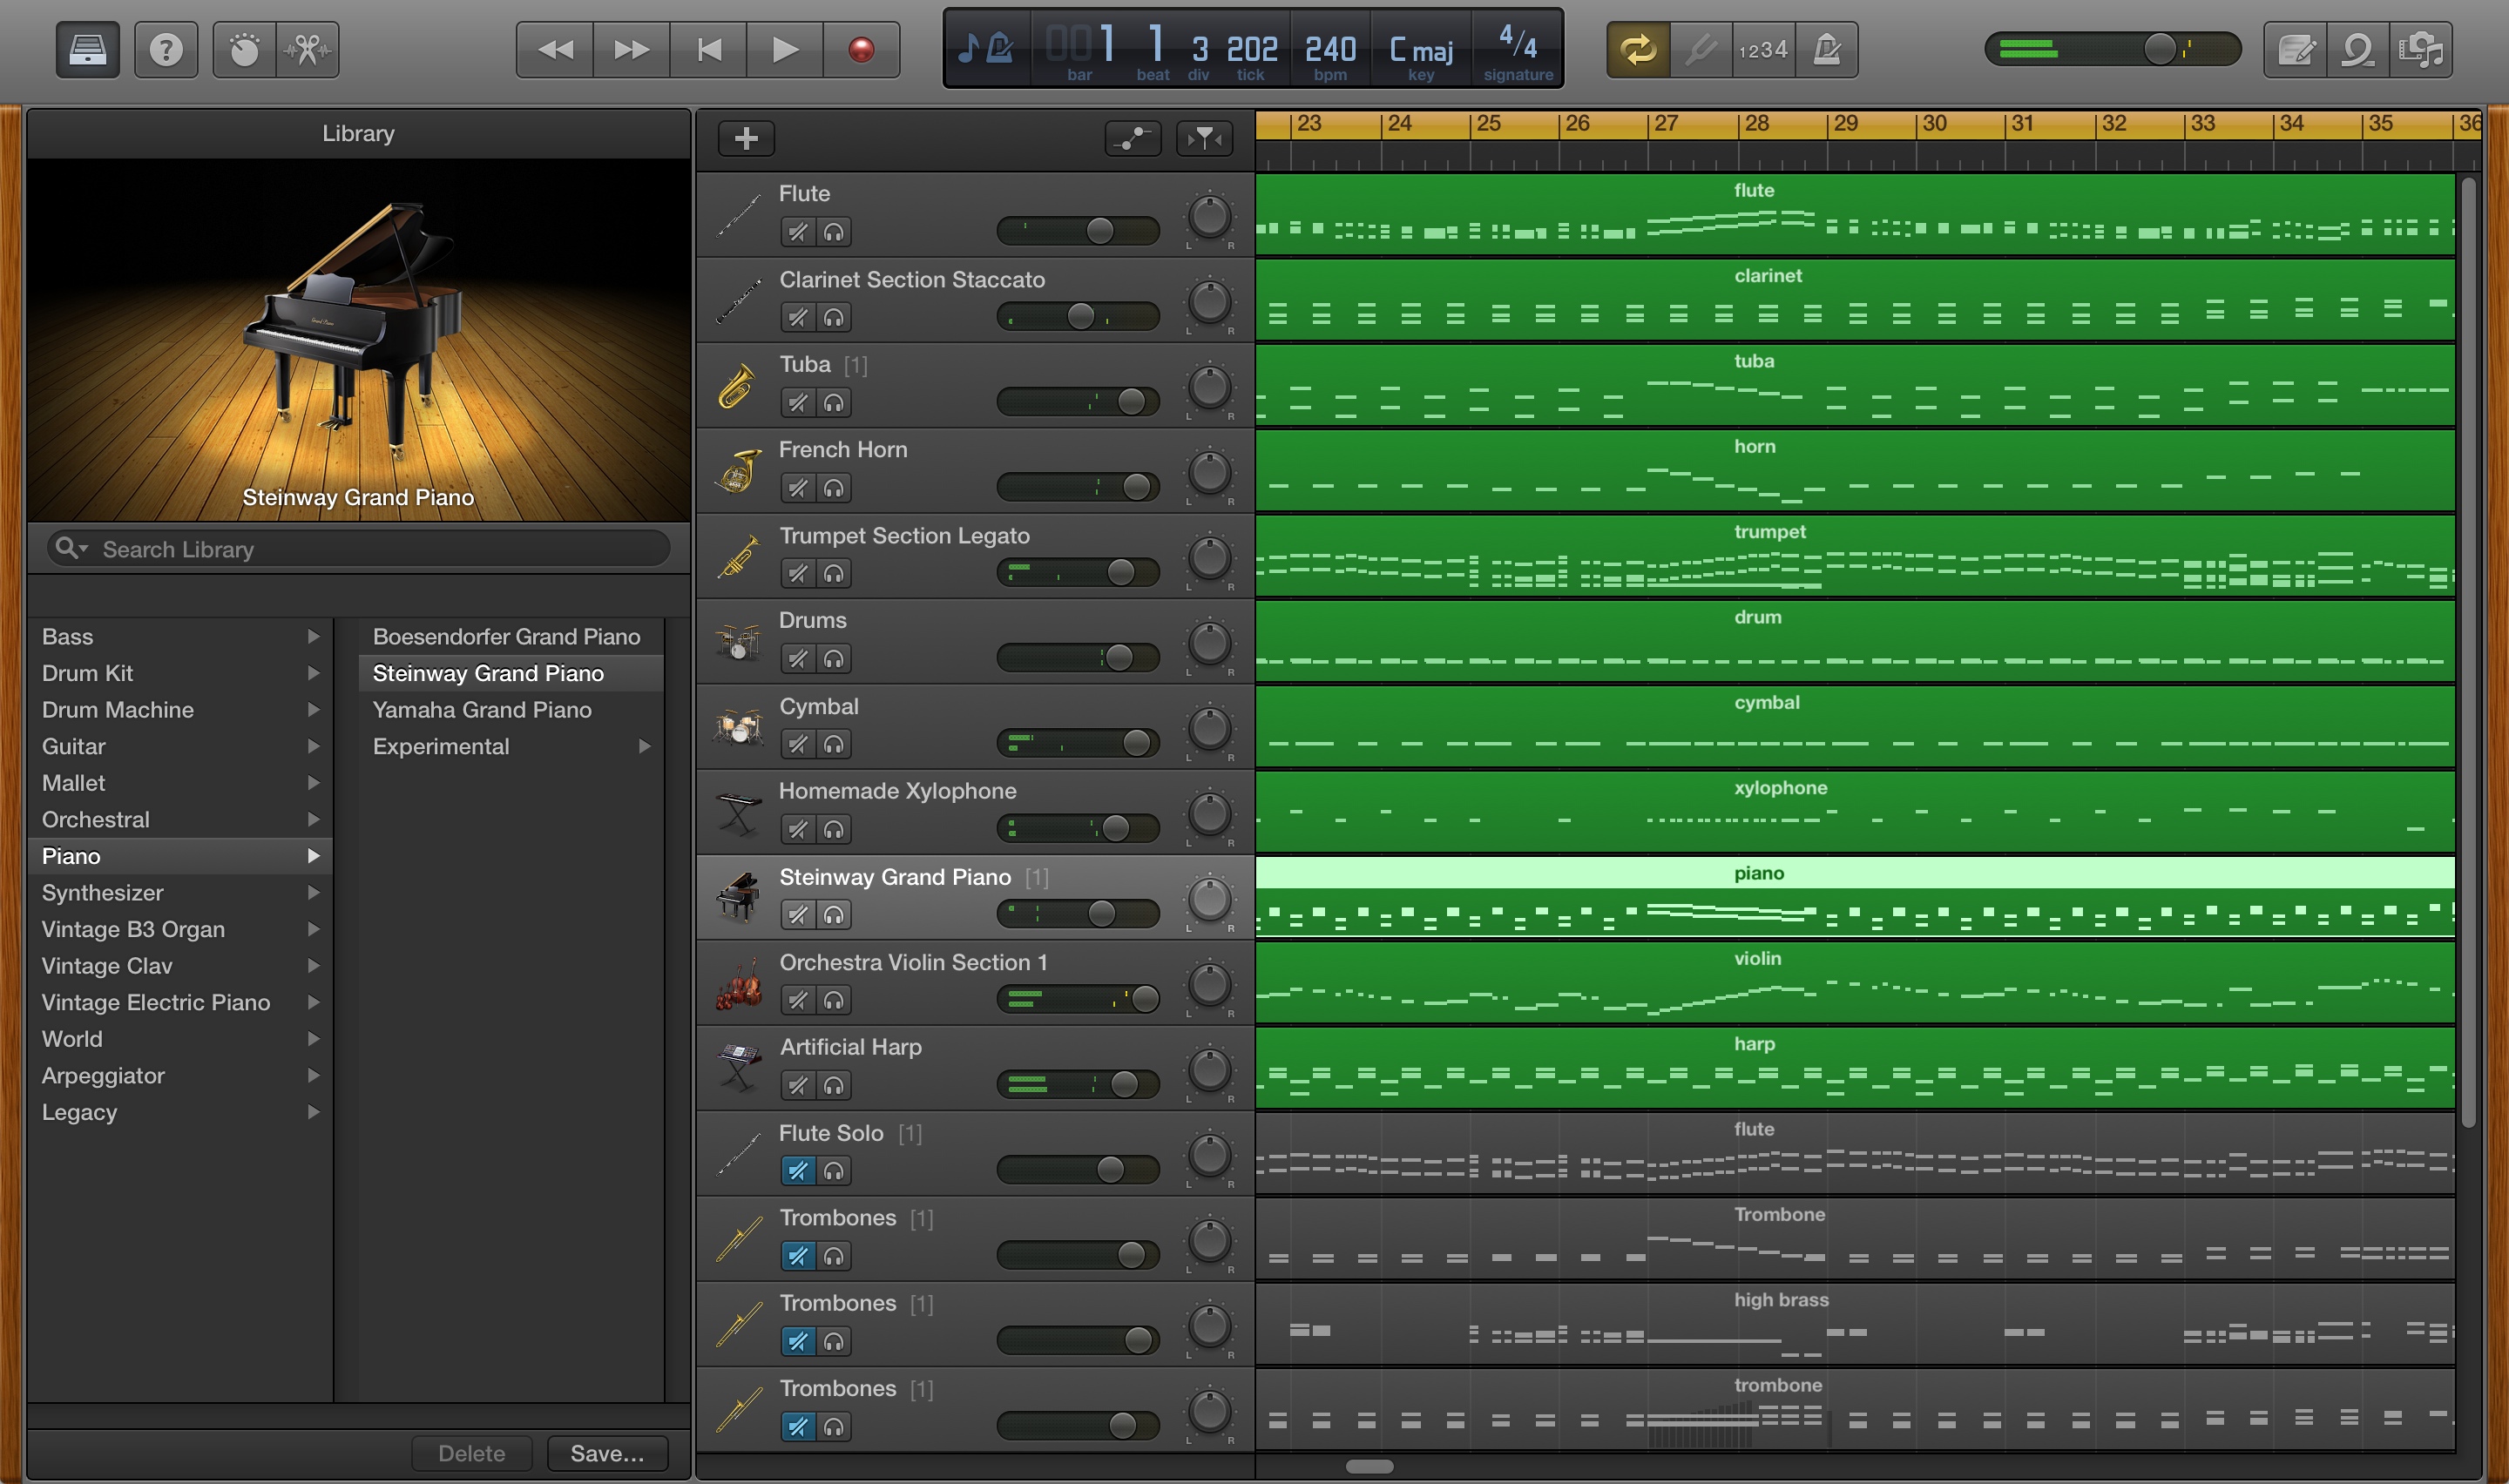 001 1 3 202 240 C maj 4/4
bar beat div tick bpm key signature
1234
Library
Steinway Grand Piano
Search Library
Bass
Drum Kit
Drum Machine
Guitar
Mallet
Orchestral
Piano
Synthesizer
Vintage B3 Organ
Vintage Clav
Vintage Electric Piano
World
Arpeggiator
Legacy
Boesendorfer Grand Piano
Steinway Grand Piano
Yamaha Grand Piano
Experimental
Delete Save...
23 24 25 26 27 28 29 30 31 32 33 34 35 36
Flute
L R
flute
Clarinet Section Staccato
L R
clarinet
Tuba [1]
L R
tuba
French Horn
L R
horn
Trumpet Section Legato
L R
trumpet
Drums
L R
drum
Cymbal
L R
cymbal
Homemade Xylophone
L R
xylophone
Steinway Grand Piano [1]
L R
piano
Orchestra Violin Section 1
L R
violin
Artificial Harp
L R
harp
Flute Solo [1]
L R
flute
Trombones [1]
L R
Trombone
Trombones [1]
L R
high brass
Trombones [1]
L R
trombone